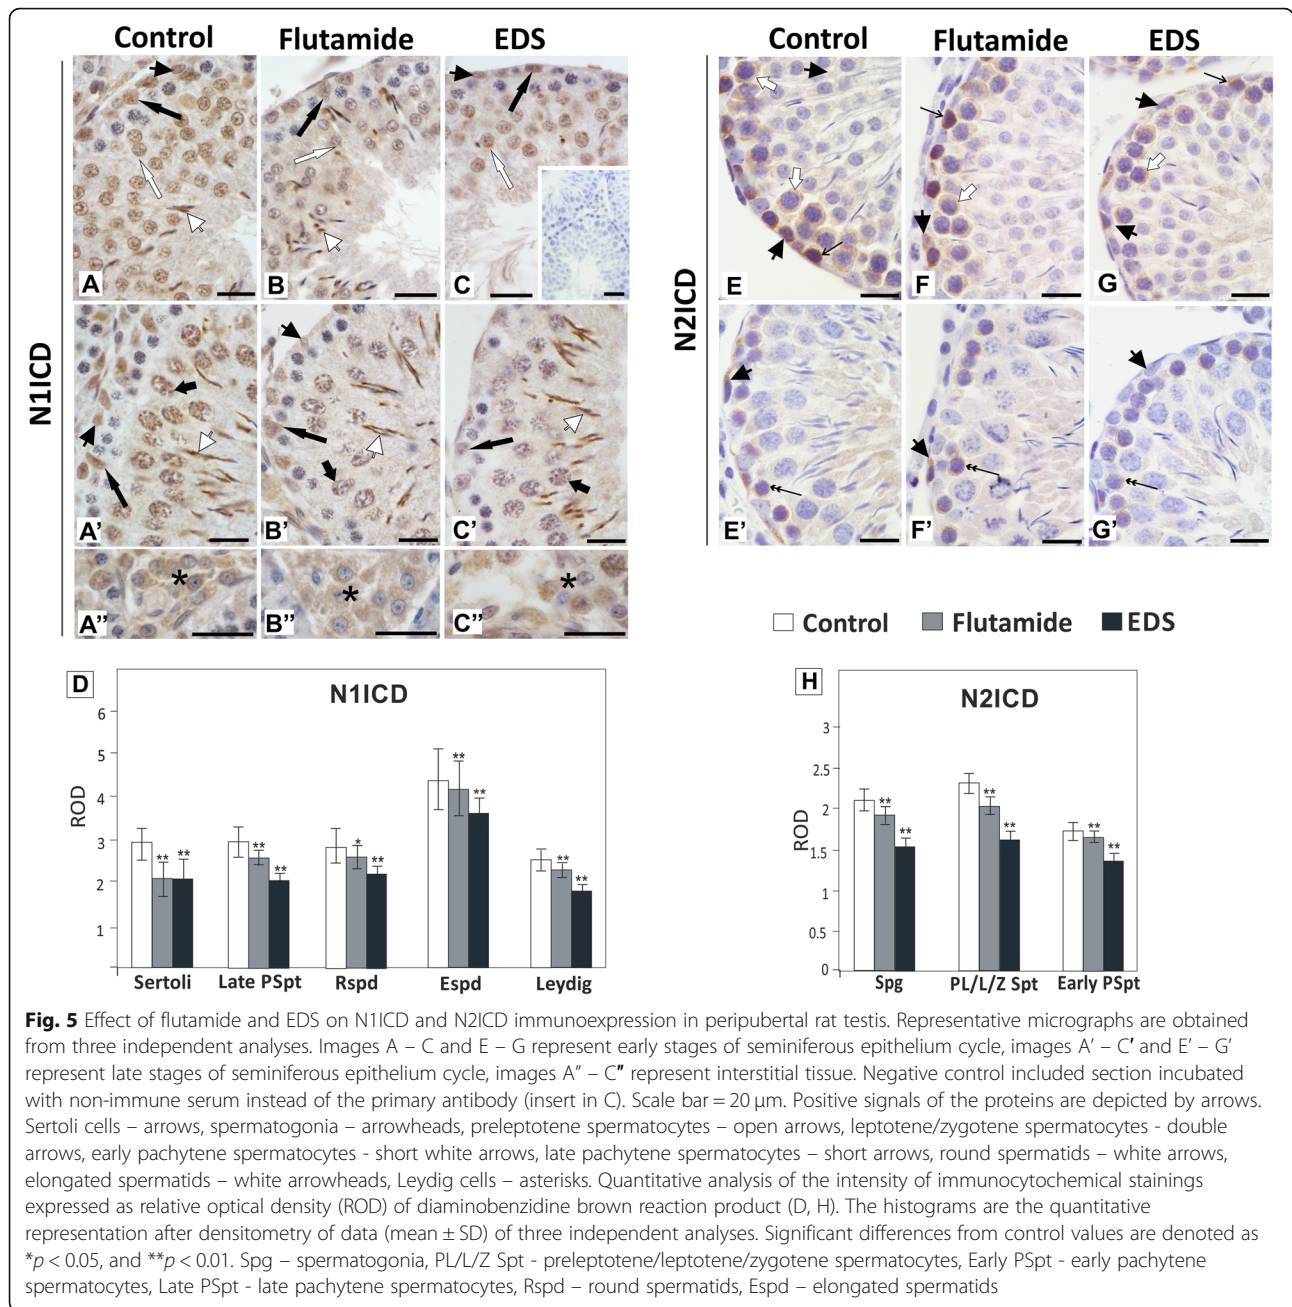 Control Flutamide EDS
Control Flutamide EDS
N1ICD
N2ICD
A B C
E F G
A' B' C'
E' F' G'
* * *
A" B" C"
Control Flutamide EDS
D
N1ICD
ROD
6
5
4
3
2
1
** ** ** ** * ** ** ** ** **
Sertoli Late PSpt Rspd Espd Leydig
H
N2ICD
ROD
3
2.5
2
1.5
1
0.5
0
** ** ** ** ** **
Spg PL/L/Z Spt Early PSpt
Fig. 5 Effect of flutamide and EDS on N1ICD and N2ICD immunoexpression in peripubertal rat testis. Representative micrographs are obtained
from three independent analyses. Images A – C and E – G represent early stages of seminiferous epithelium cycle, images A' – C' and E' – G'
represent late stages of seminiferous epithelium cycle, images A" – C" represent interstitial tissue. Negative control included section incubated
with non-immune serum instead of the primary antibody (insert in C). Scale bar = 20 μm. Positive signals of the proteins are depicted by arrows.
Sertoli cells – arrows, spermatogonia – arrowheads, preleptotene spermatocytes – open arrows, leptotene/zygotene spermatocytes - double
arrows, early pachytene spermatocytes - short white arrows, late pachytene spermatocytes – short arrows, round spermatids – white arrows,
elongated spermatids – white arrowheads, Leydig cells – asterisks. Quantitative analysis of the intensity of immunocytochemical stainings
expressed as relative optical density (ROD) of diaminobenzidine brown reaction product (D, H). The histograms are the quantitative
representation after densitometry of data (mean ± SD) of three independent analyses. Significant differences from control values are denoted as
*p < 0.05, and **p < 0.01. Spg – spermatogonia, PL/L/Z Spt - preleptotene/leptotene/zygotene spermatocytes, Early PSpt - early pachytene
spermatocytes, Late PSpt - late pachytene spermatocytes, Rspd – round spermatids, Espd – elongated spermatids